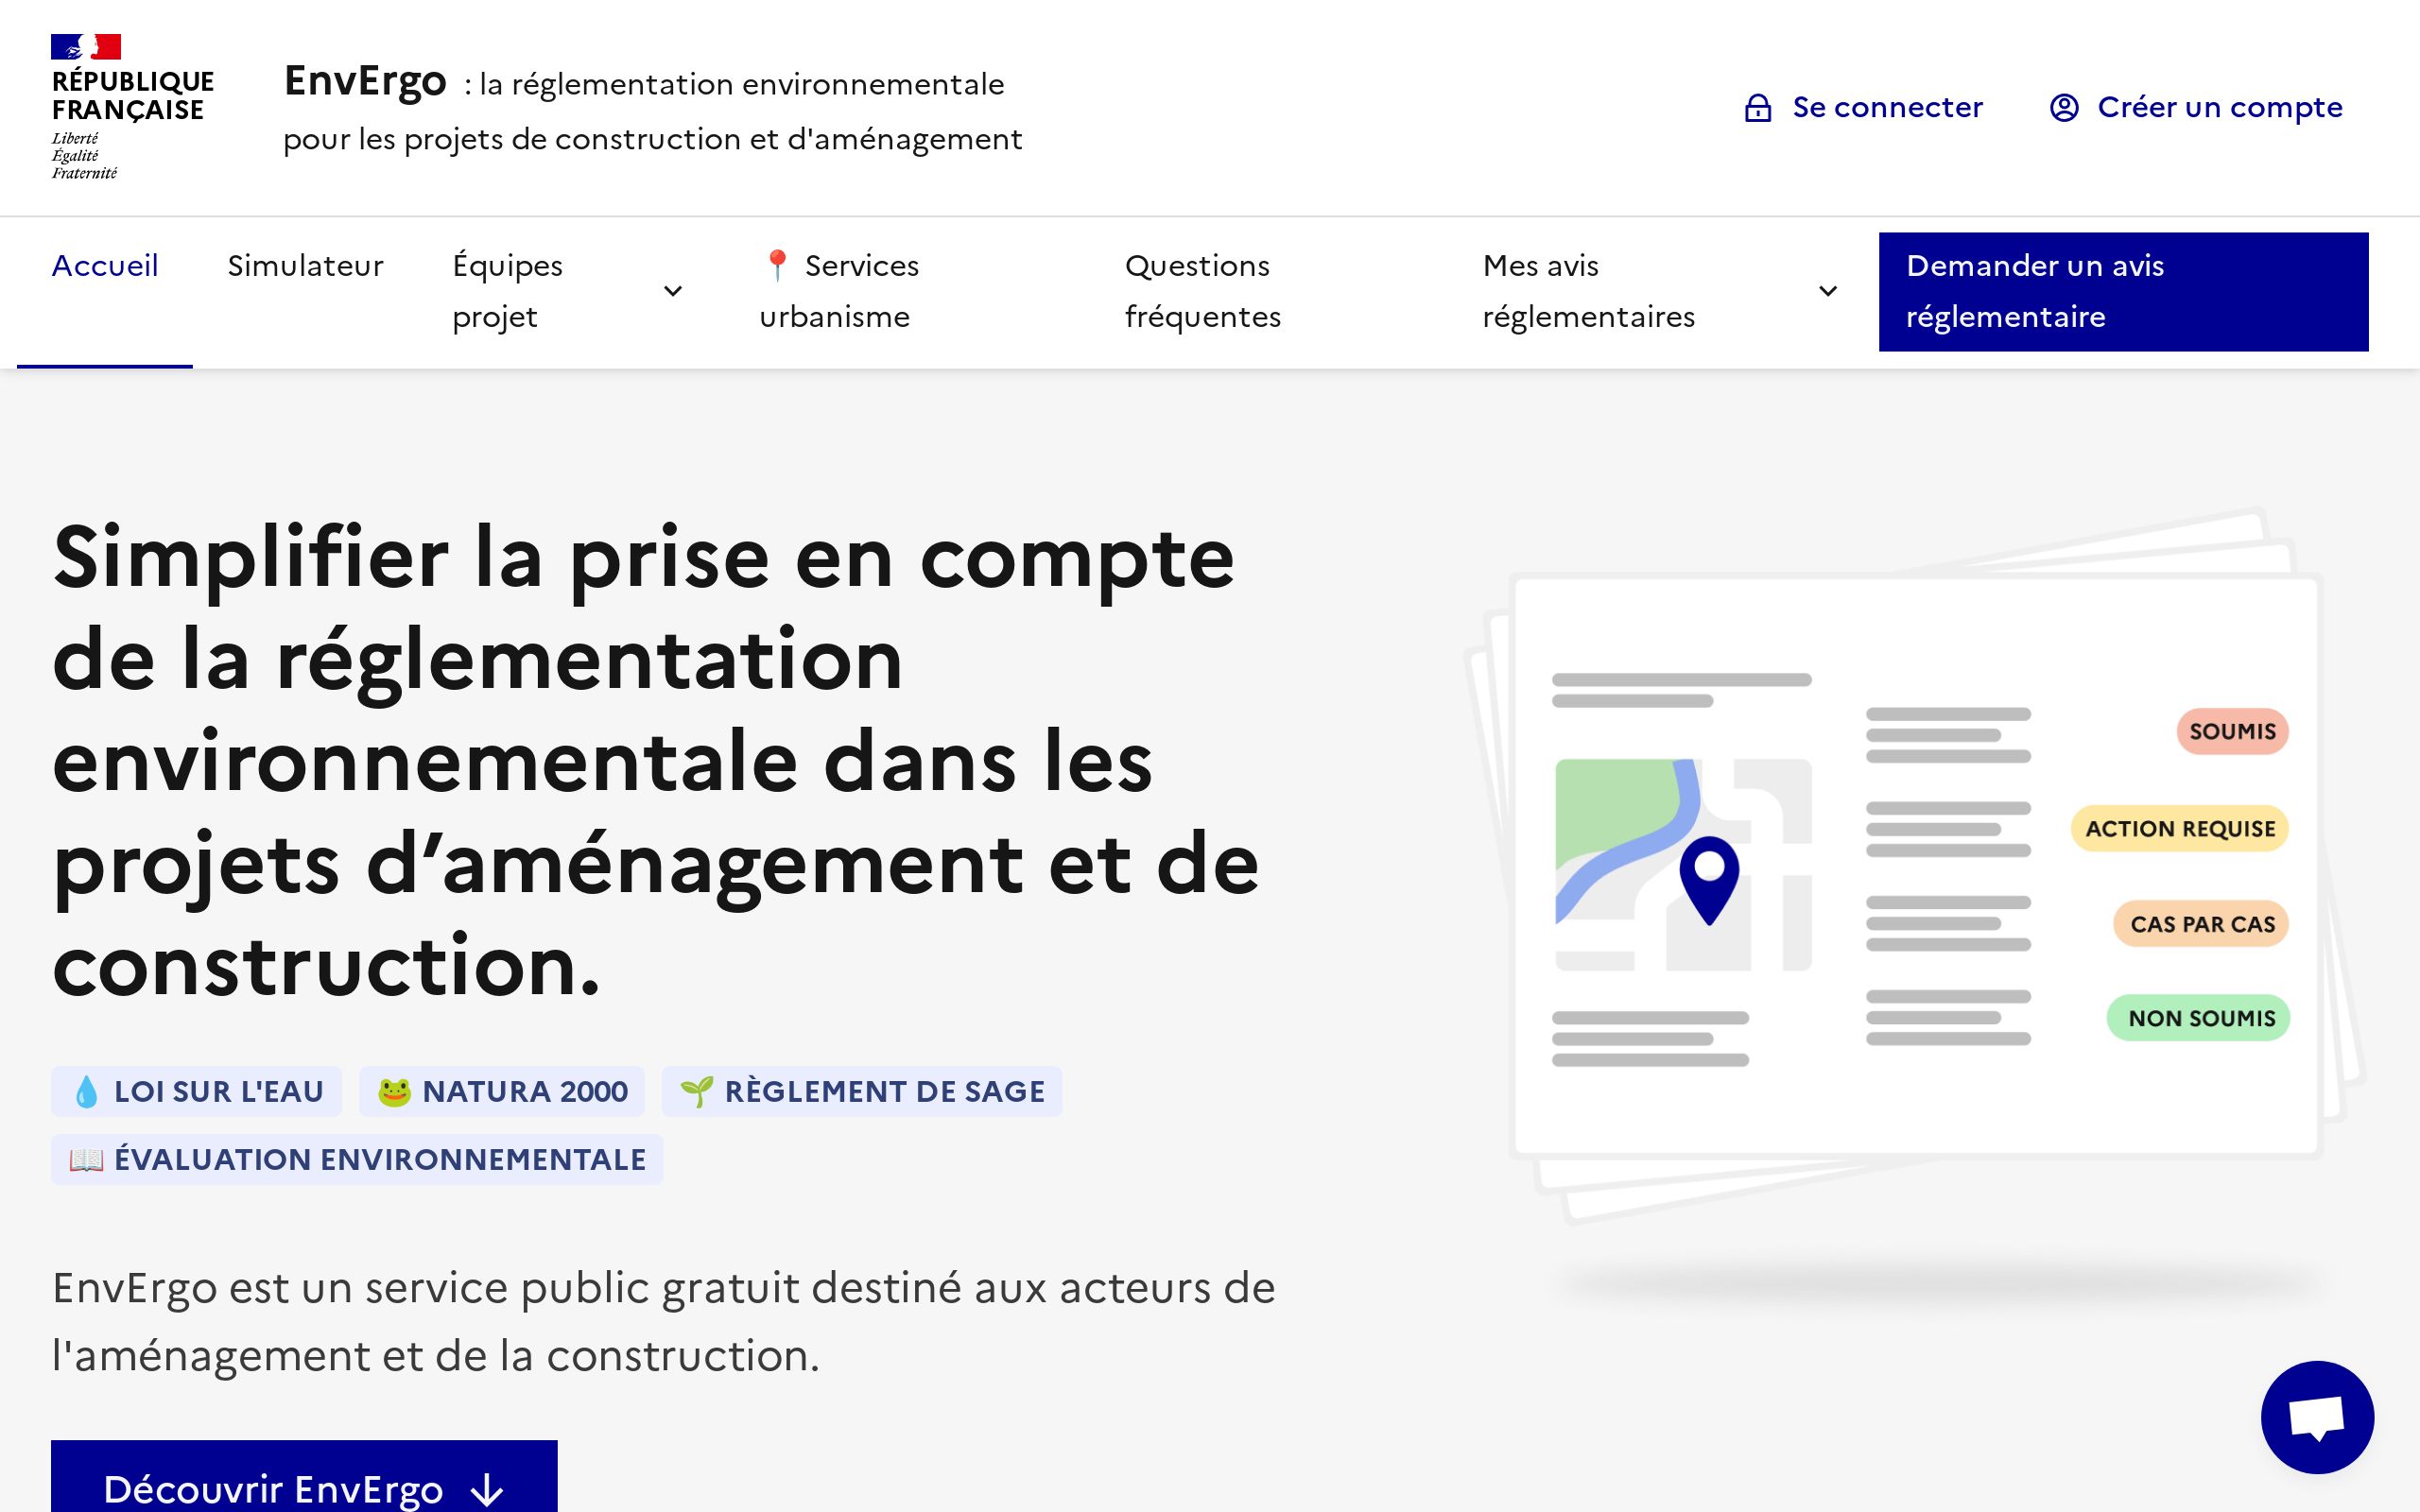 RÉPUBLIQUE
FRANÇAISE
Liberté
Égalité
Fraternité
EnvErgo : la réglementation environnementale
pour les projets de construction et d'aménagement
Se connecter
Créer un compte
Accueil
Simulateur
Équipes
projet
📍 Services
urbanisme
Questions
fréquentes
Mes avis
réglementaires
Demander un avis
réglementaire
Simplifier la prise en compte
de la réglementation
environnementale dans les
projets d’aménagement et de
construction.
💧 LOI SUR L'EAU
🐸 NATURA 2000
🌱 RÈGLEMENT DE SAGE
📖 ÉVALUATION ENVIRONNEMENTALE
EnvErgo est un service public gratuit destiné aux acteurs de
l'aménagement et de la construction.
Découvrir EnvErgo
SOUMIS
ACTION REQUISE
CAS PAR CAS
NON SOUMIS